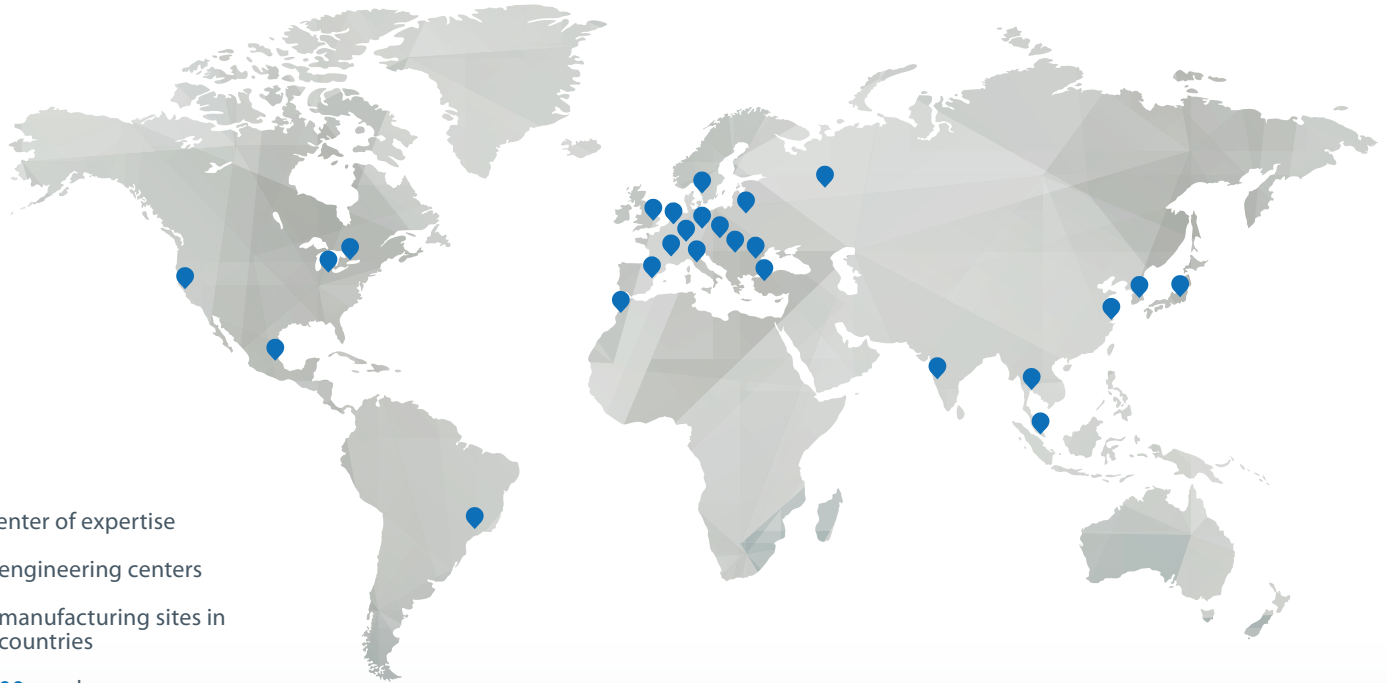 enter of expertise
engineering centers
manufacturing sites in
countries